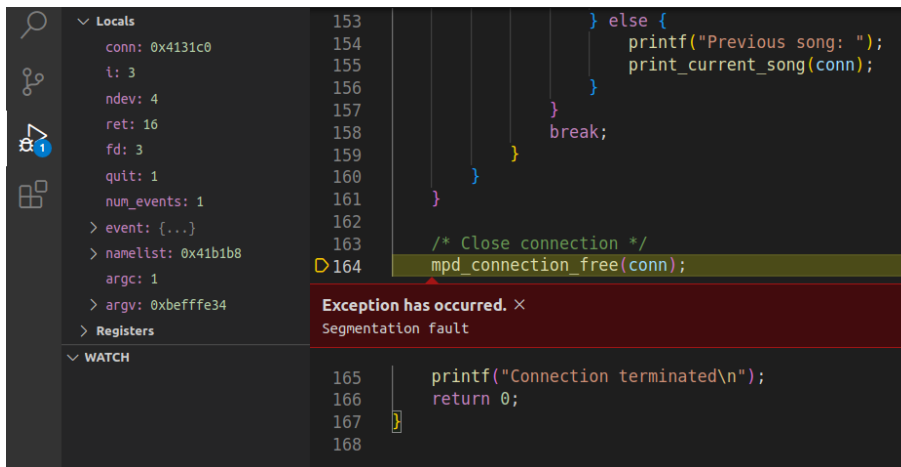 Locals
conn: 0x4131c0
i: 3
ndev: 4
ret: 16
fd: 3
quit: 1
num_events: 1
event: {...}
namelist: 0x41b1b8
argc: 1
argv: 0xbefffe34
Registers
WATCH
1
153 } else {
154 printf("Previous song: ");
155 print_current_song(conn);
156 }
157 }
158 break;
159 }
160 }
161 }
162
163 /* Close connection */
164 mpd_connection_free(conn);
Exception has occurred. ×
Segmentation fault
165 printf("Connection terminated\n");
166 return 0;
167 }
168